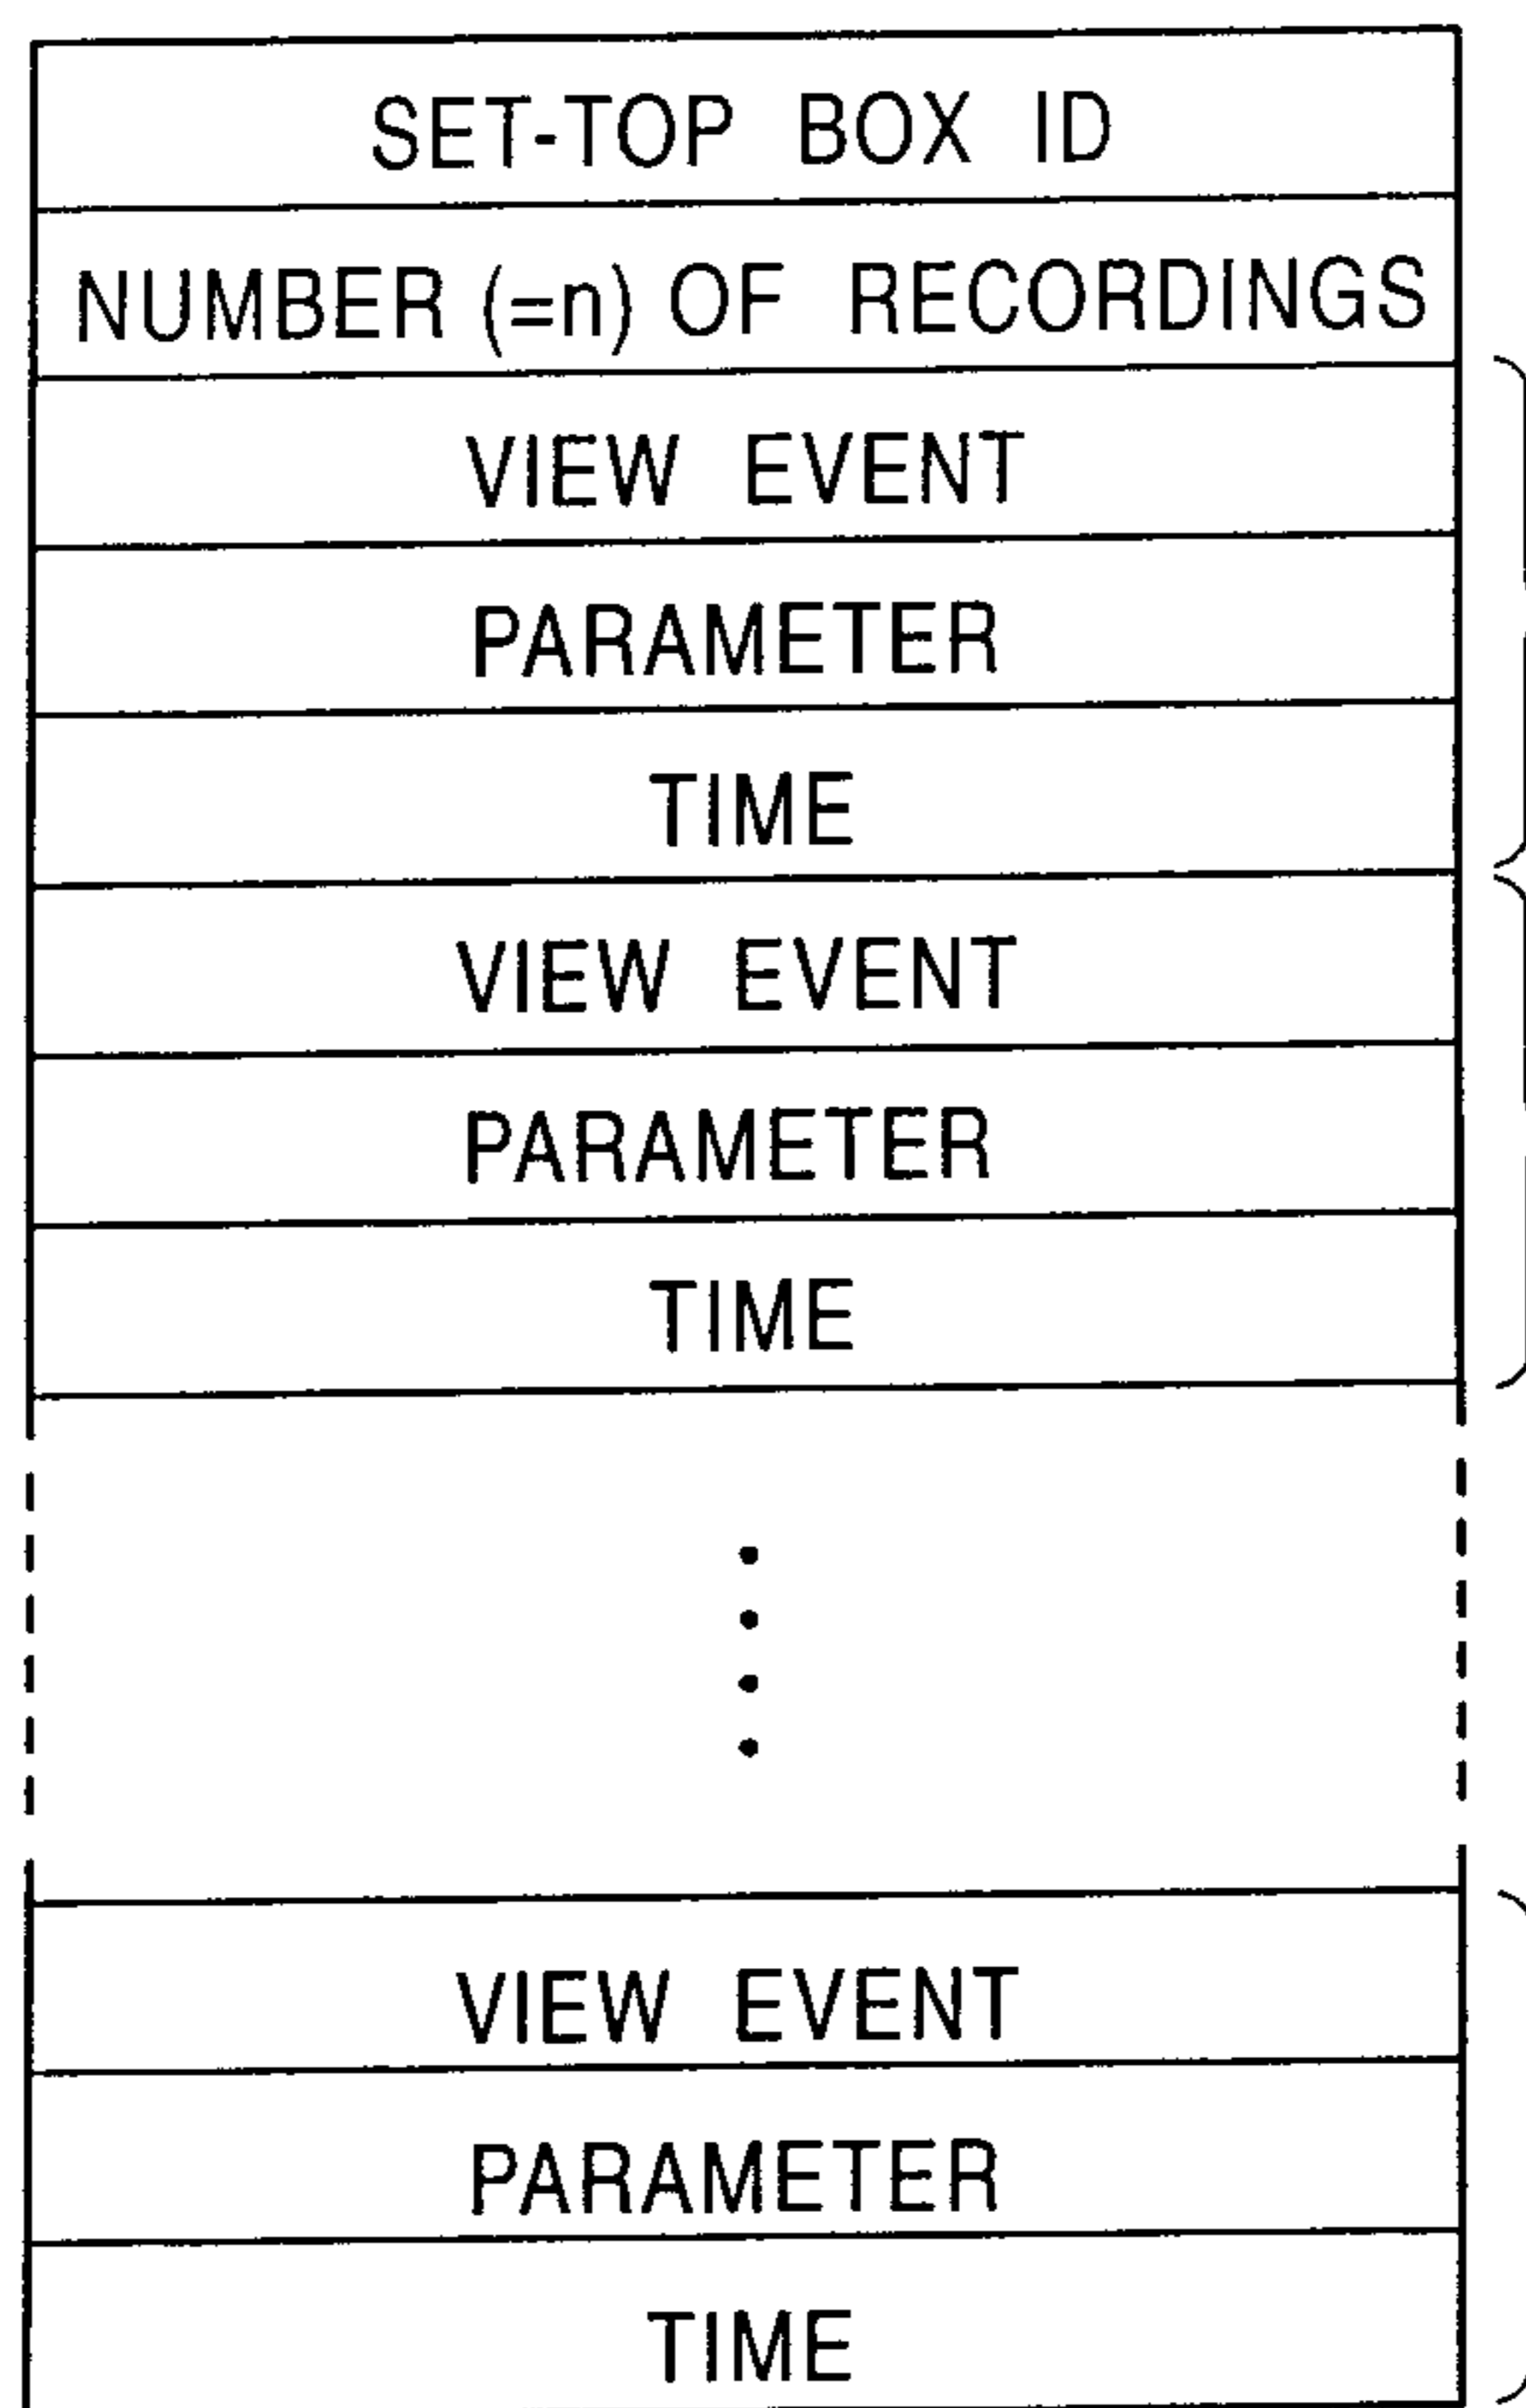 SET-TOP BOX ID
NUMBER (=n) OF RECORDINGS
VIEW EVENT
PARAMETER
TIME
VIEW EVENT
PARAMETER
TIME
VIEW EVENT
PARAMETER
TIME